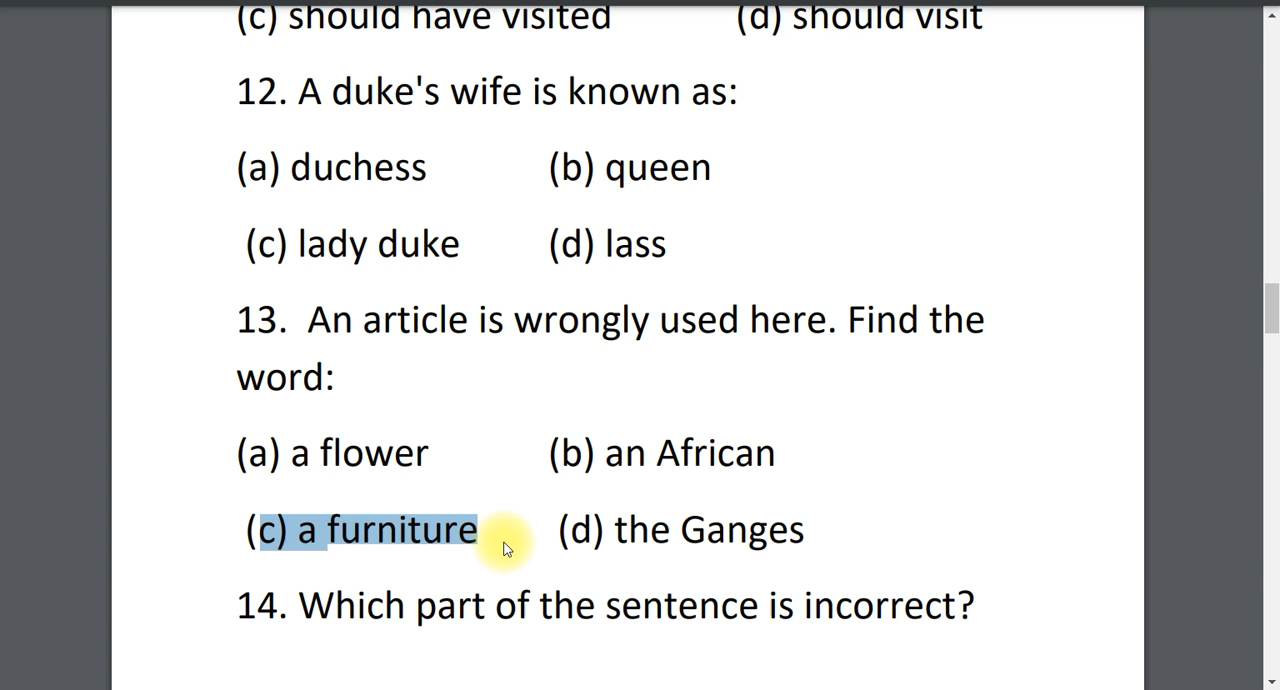 (c) should have visited (d) should visit
12. A duke's wife is known as:
(a) duchess (b) queen
(c) lady duke (d) lass
13. An article is wrongly used here. Find the
word:
(a) a flower (b) an African
(c) a furniture (d) the Ganges
14. Which part of the sentence is incorrect?